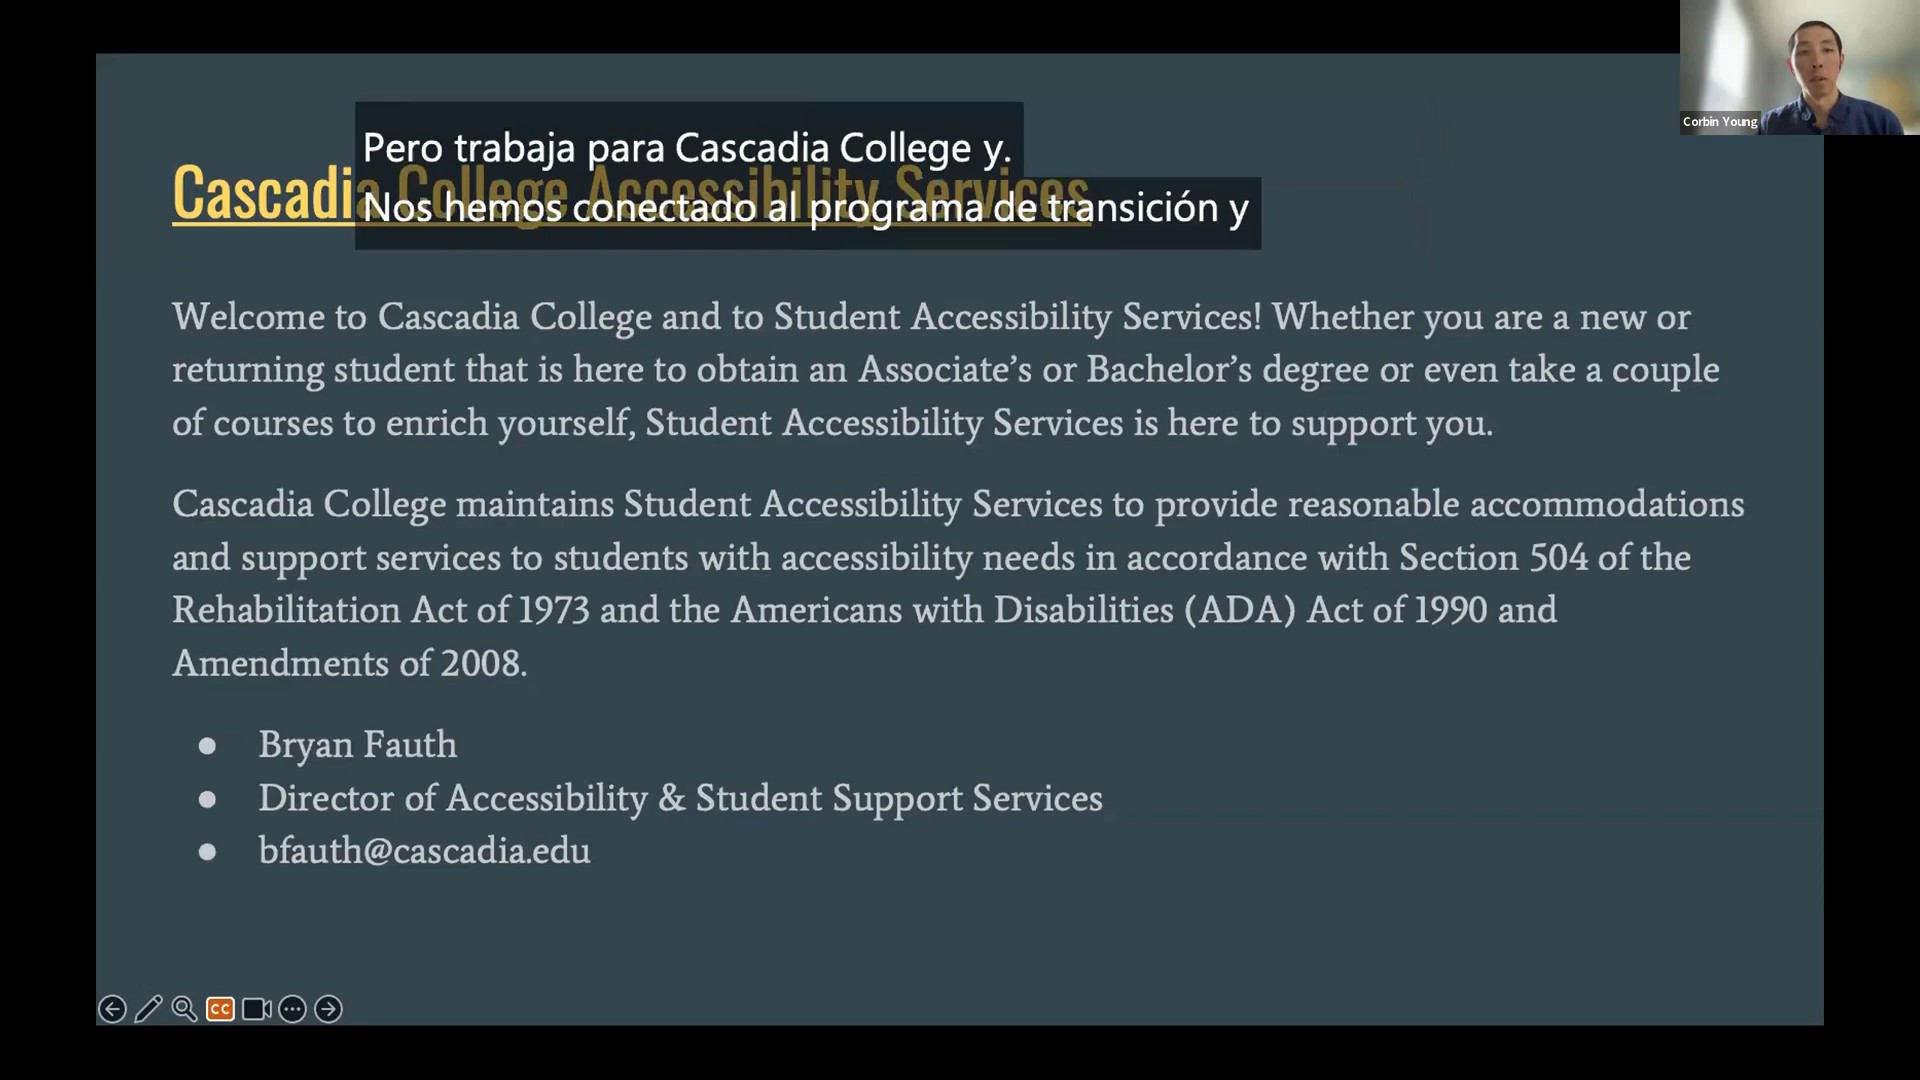 Corbin Young
Pero trabaja para Cascadia College y.
Nos hemos conectado al programa de transición y
Cascadia College Accessibility Services
Welcome to Cascadia College and to Student Accessibility Services! Whether you are a new or
returning student that is here to obtain an Associate’s or Bachelor’s degree or even take a couple
of courses to enrich yourself, Student Accessibility Services is here to support you.
Cascadia College maintains Student Accessibility Services to provide reasonable accommodations
and support services to students with accessibility needs in accordance with Section 504 of the
Rehabilitation Act of 1973 and the Americans with Disabilities (ADA) Act of 1990 and
Amendments of 2008.
● Bryan Fauth
● Director of Accessibility & Student Support Services
● bfauth@cascadia.edu
CC